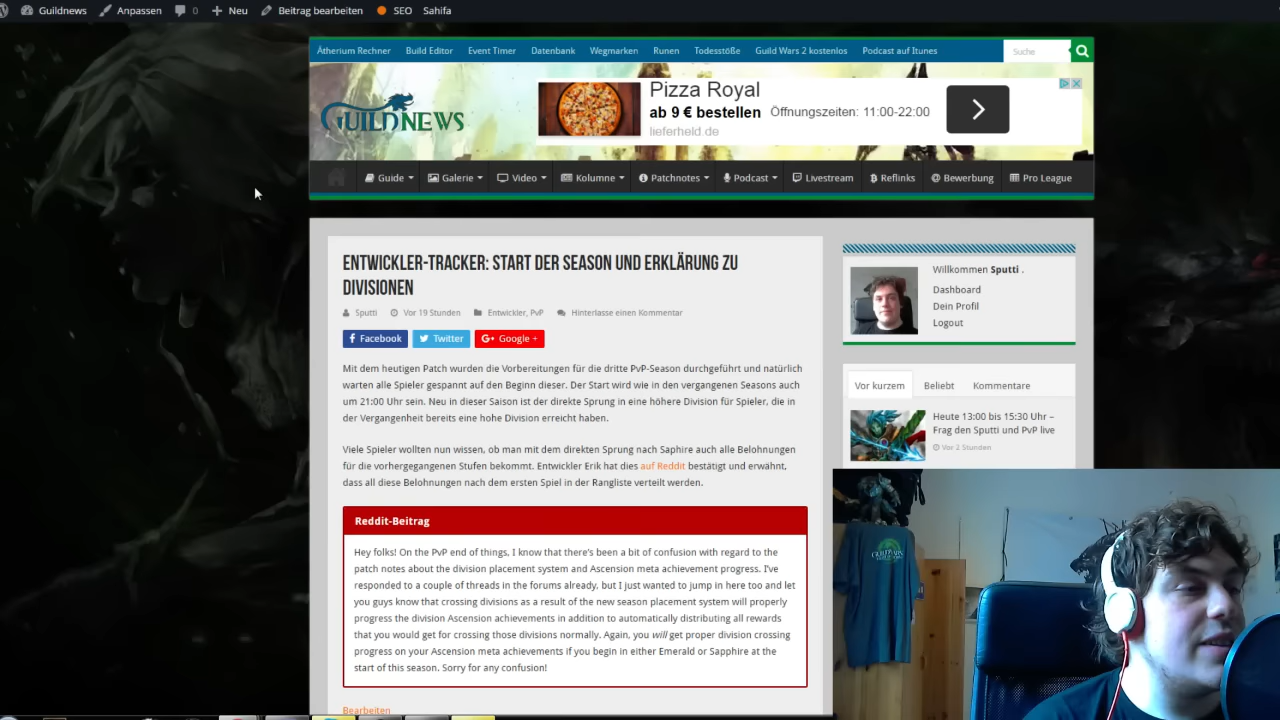 Guildnews Anpassen 0 Neu Beitrag bearbeiten SEO Sahifa
Ätherium Rechner Build Editor Event Timer Datenbank Wegmarken Runen Todesstöße Guild Wars 2 kostenlos Podcast auf Itunes Suche
GUILDNEWS
Pizza Royal
ab 9 € bestellen Öffnungszeiten: 11:00-22:00
lieferheld.de
Guide Galerie Video Kolumne Patchnotes Podcast Livestream Reflinks Bewerbung Pro League
ENTWICKLER-TRACKER: START DER SEASON UND ERKLÄRUNG ZU
DIVISIONEN
Sputti Vor 19 Stunden Entwickler, PvP Hinterlasse einen Kommentar
Facebook Twitter Google +
Mit dem heutigen Patch wurden die Vorbereitungen für die dritte PvP-Season durchgeführt und natürlich
warten alle Spieler gespannt auf den Beginn dieser. Der Start wird wie in den vergangenen Seasons auch
um 21:00 Uhr sein. Neu in dieser Saison ist der direkte Sprung in eine höhere Division für Spieler, die in
der Vergangenheit bereits eine hohe Division erreicht haben.
Viele Spieler wollten nun wissen, ob man mit dem direkten Sprung nach Saphire auch alle Belohnungen
für die vorhergegangenen Stufen bekommt. Entwickler Erik hat dies auf Reddit bestätigt und erwähnt,
dass all diese Belohnungen nach dem ersten Spiel in der Rangliste verteilt werden.
Reddit-Beitrag
Hey folks! On the PvP end of things, I know that there's been a bit of confusion with regard to the
patch notes about the division placement system and Ascension meta achievement progress. I've
responded to a couple of threads in the forums already, but I just wanted to jump in here too and let
you guys know that crossing divisions as a result of the new season placement system will properly
progress the division Ascension achievements in addition to automatically distributing all rewards
that you would get for crossing those divisions normally. Again, you will get proper division crossing
progress on your Ascension meta achievements if you begin in either Emerald or Sapphire at the
start of this season. Sorry for any confusion!
Bearbeiten
Willkommen Sputti .
Dashboard
Dein Profil
Logout
Vor kurzem Beliebt Kommentare
Heute 13:00 bis 15:30 Uhr –
Frag den Sputti und PvP live
Vor 2 Stunden